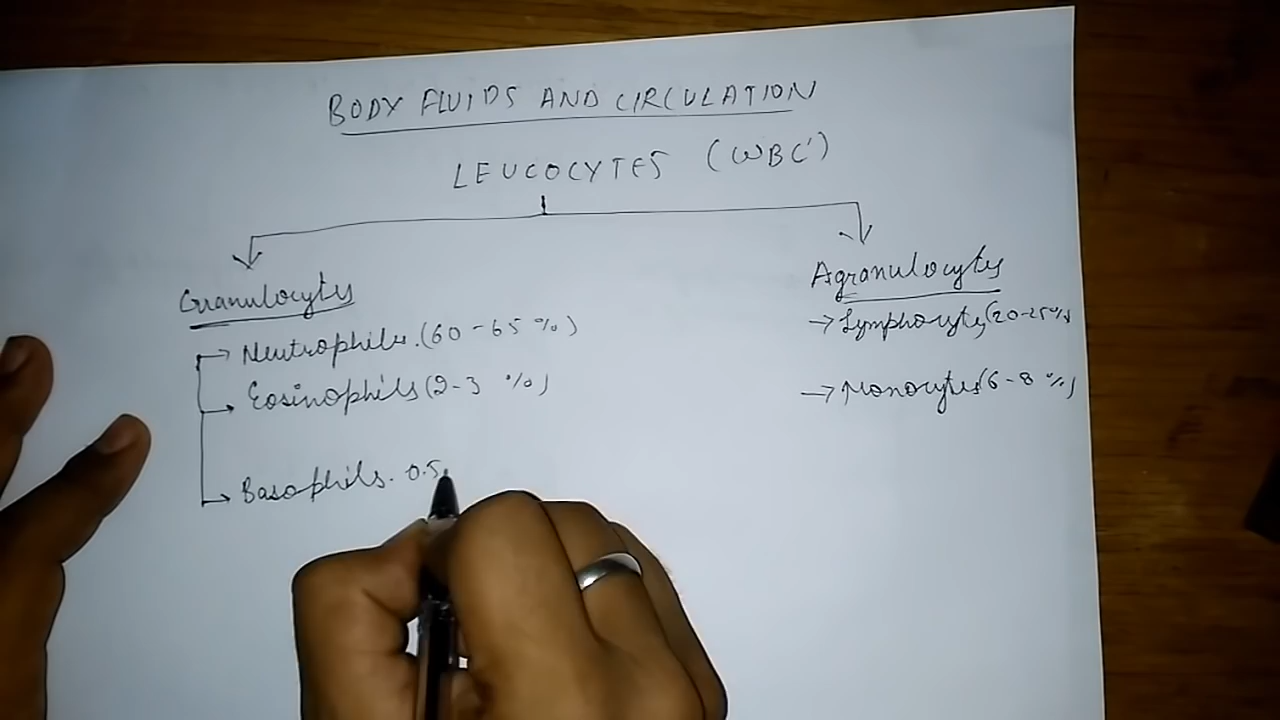 BODY FLUIDS AND CIRCULATION
LEUCOCYTES (WBC)
Granulocytes
Neutrophils. (60-65%)
Eosinophils (2-3 %)
Basophils. 0.5
Agranulocytes
→ Lymphocytes (20-25%
→ Monocytes (6-8 %)